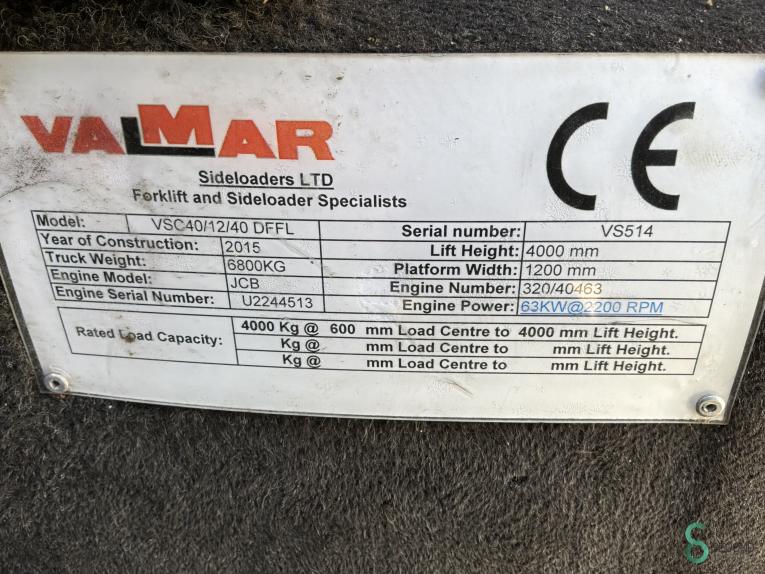 VALMAR
CE
Sideloaders LTD
Forklift and Sideloader Specialists
Model: VSC40/12/40 DFFL Serial number: VS514
Year of Construction: 2015 Lift Height: 4000 mm
Truck Weight: 6800KG Platform Width: 1200 mm
Engine Model: JCB Engine Number: 320/40463
Engine Serial Number: U2244513 Engine Power: 63KW@2200 RPM
Rated Load Capacity: 4000 Kg @ 600 mm Load Centre to 4000 mm Lift Height.
Kg @ mm Load Centre to mm Lift Height.
Kg @ mm Load Centre to mm Lift Height.